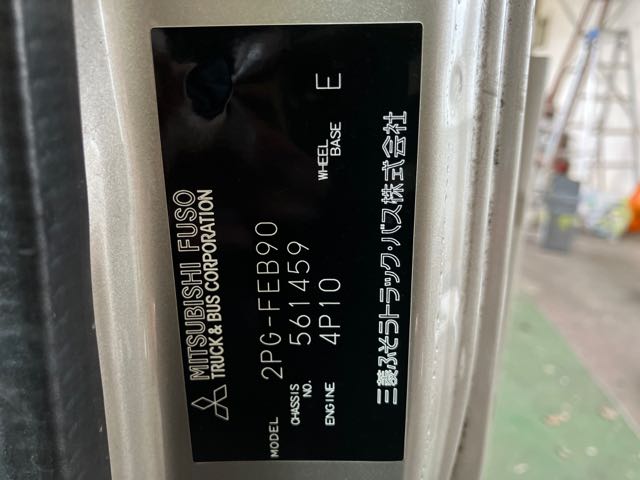 MITSUBISHI FUSO
TRUCK & BUS CORPORATION
MODEL 2PG-FEB90
CHASSIS NO. 561459
ENGINE 4P10 WHEEL BASE E
三菱ふそうトラック・バス株式会社